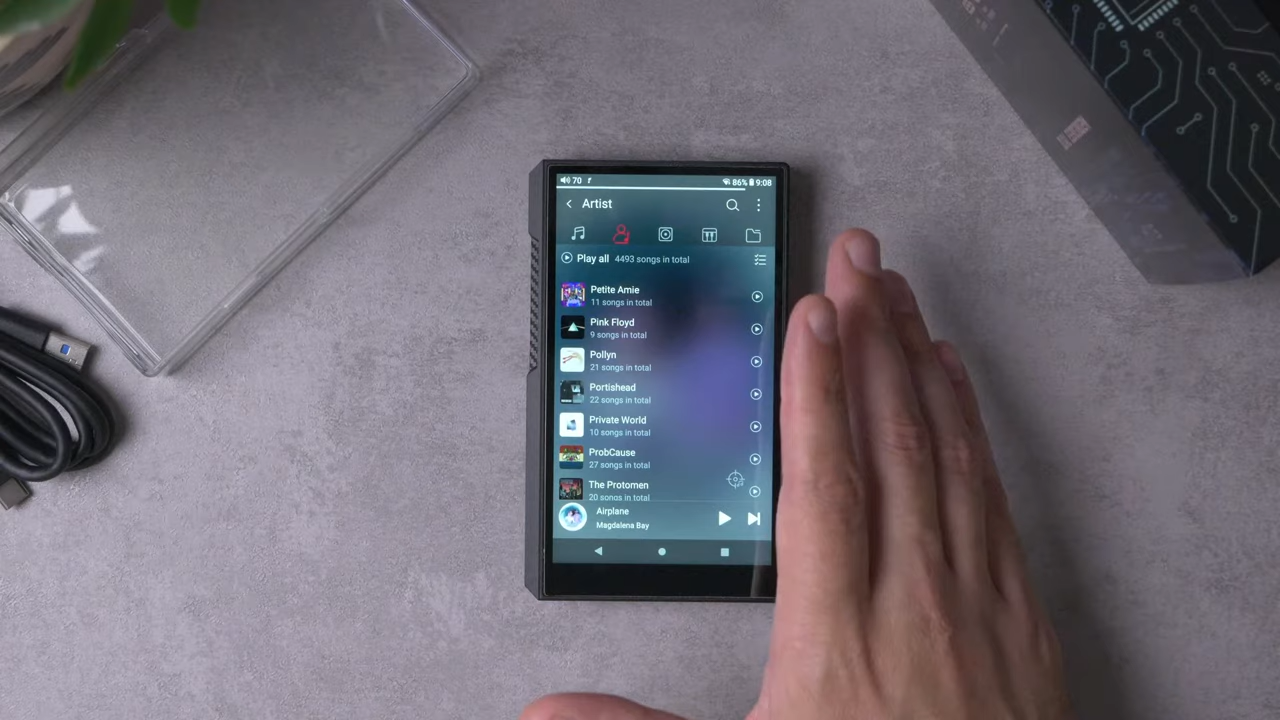 70
86% 9:08
Artist
Play all 4493 songs in total
Petite Amie
11 songs in total
Pink Floyd
9 songs in total
Pollyn
21 songs in total
Portishead
22 songs in total
Private World
10 songs in total
ProbCause
27 songs in total
The Protomen
20 songs in total
Airplane
Magdalena Bay